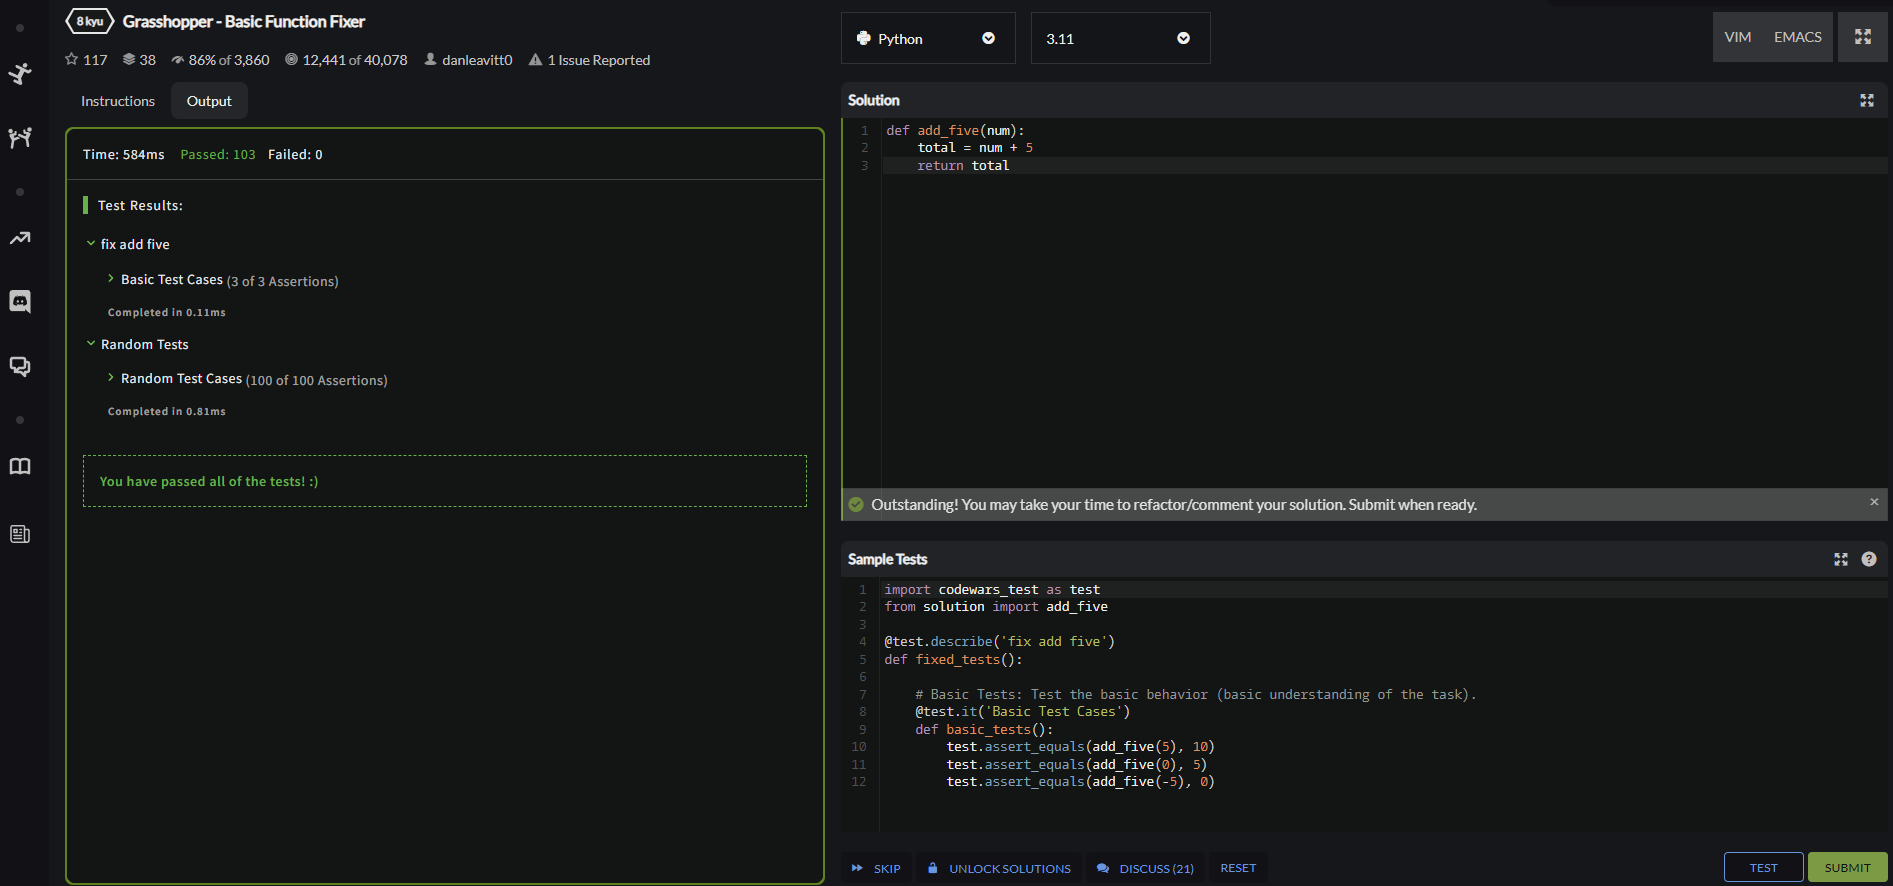 8 kyu Grasshopper - Basic Function Fixer
117 38 86% of 3,860 12,441 of 40,078 danleavitt0 1 Issue Reported
Instructions Output
Time: 584ms Passed: 103 Failed: 0
Test Results:
fix add five
Basic Test Cases (3 of 3 Assertions)
Completed in 0.11ms
Random Tests
Random Test Cases (100 of 100 Assertions)
Completed in 0.81ms
You have passed all of the tests! :)
Python 3.11 VIM EMACS
Solution
1 def add_five(num):
2     total = num + 5
3     return total
Outstanding! You may take your time to refactor/comment your solution. Submit when ready. ×
Sample Tests ?
1 import codewars_test as test
2 from solution import add_five
3
4 @test.describe('fix add five')
5 def fixed_tests():
6
7     # Basic Tests: Test the basic behavior (basic understanding of the task).
8     @test.it('Basic Test Cases')
9     def basic_tests():
10         test.assert_equals(add_five(5), 10)
11         test.assert_equals(add_five(0), 5)
12         test.assert_equals(add_five(-5), 0)
SKIP UNLOCK SOLUTIONS DISCUSS (21) RESET TEST SUBMIT